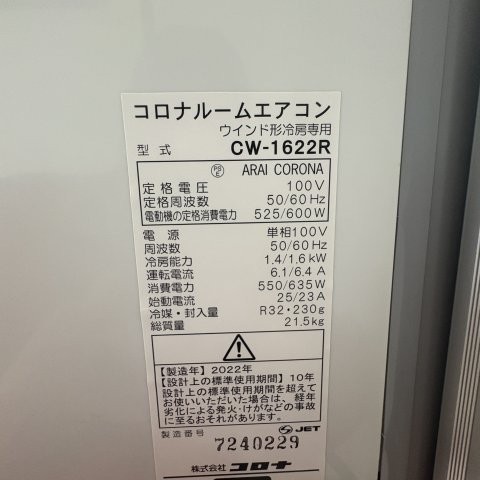 コロナルームエアコン
ウインド形冷房専用
型式 CW-1622R
PSE ARAI CORONA
定格電圧 100V
定格周波数 50/60Hz
電動機の定格消費電力 525/600W
電源 単相100V
周波数 50/60Hz
冷房能力 1.4/1.6kW
運転電流 6.1/6.4A
消費電力 550/635W
始動電流 25/23A
冷媒・封入量 R32・230g
総質量 21.5kg
【製造年】2022年
【設計上の標準使用期間】10年
設計上の標準使用期間を超えて
お使いいただいた場合は、経年
劣化による発火・けがなどの事故
に至るおそれがあります。
JET
製造番号 7240229
株式会社 コロナ